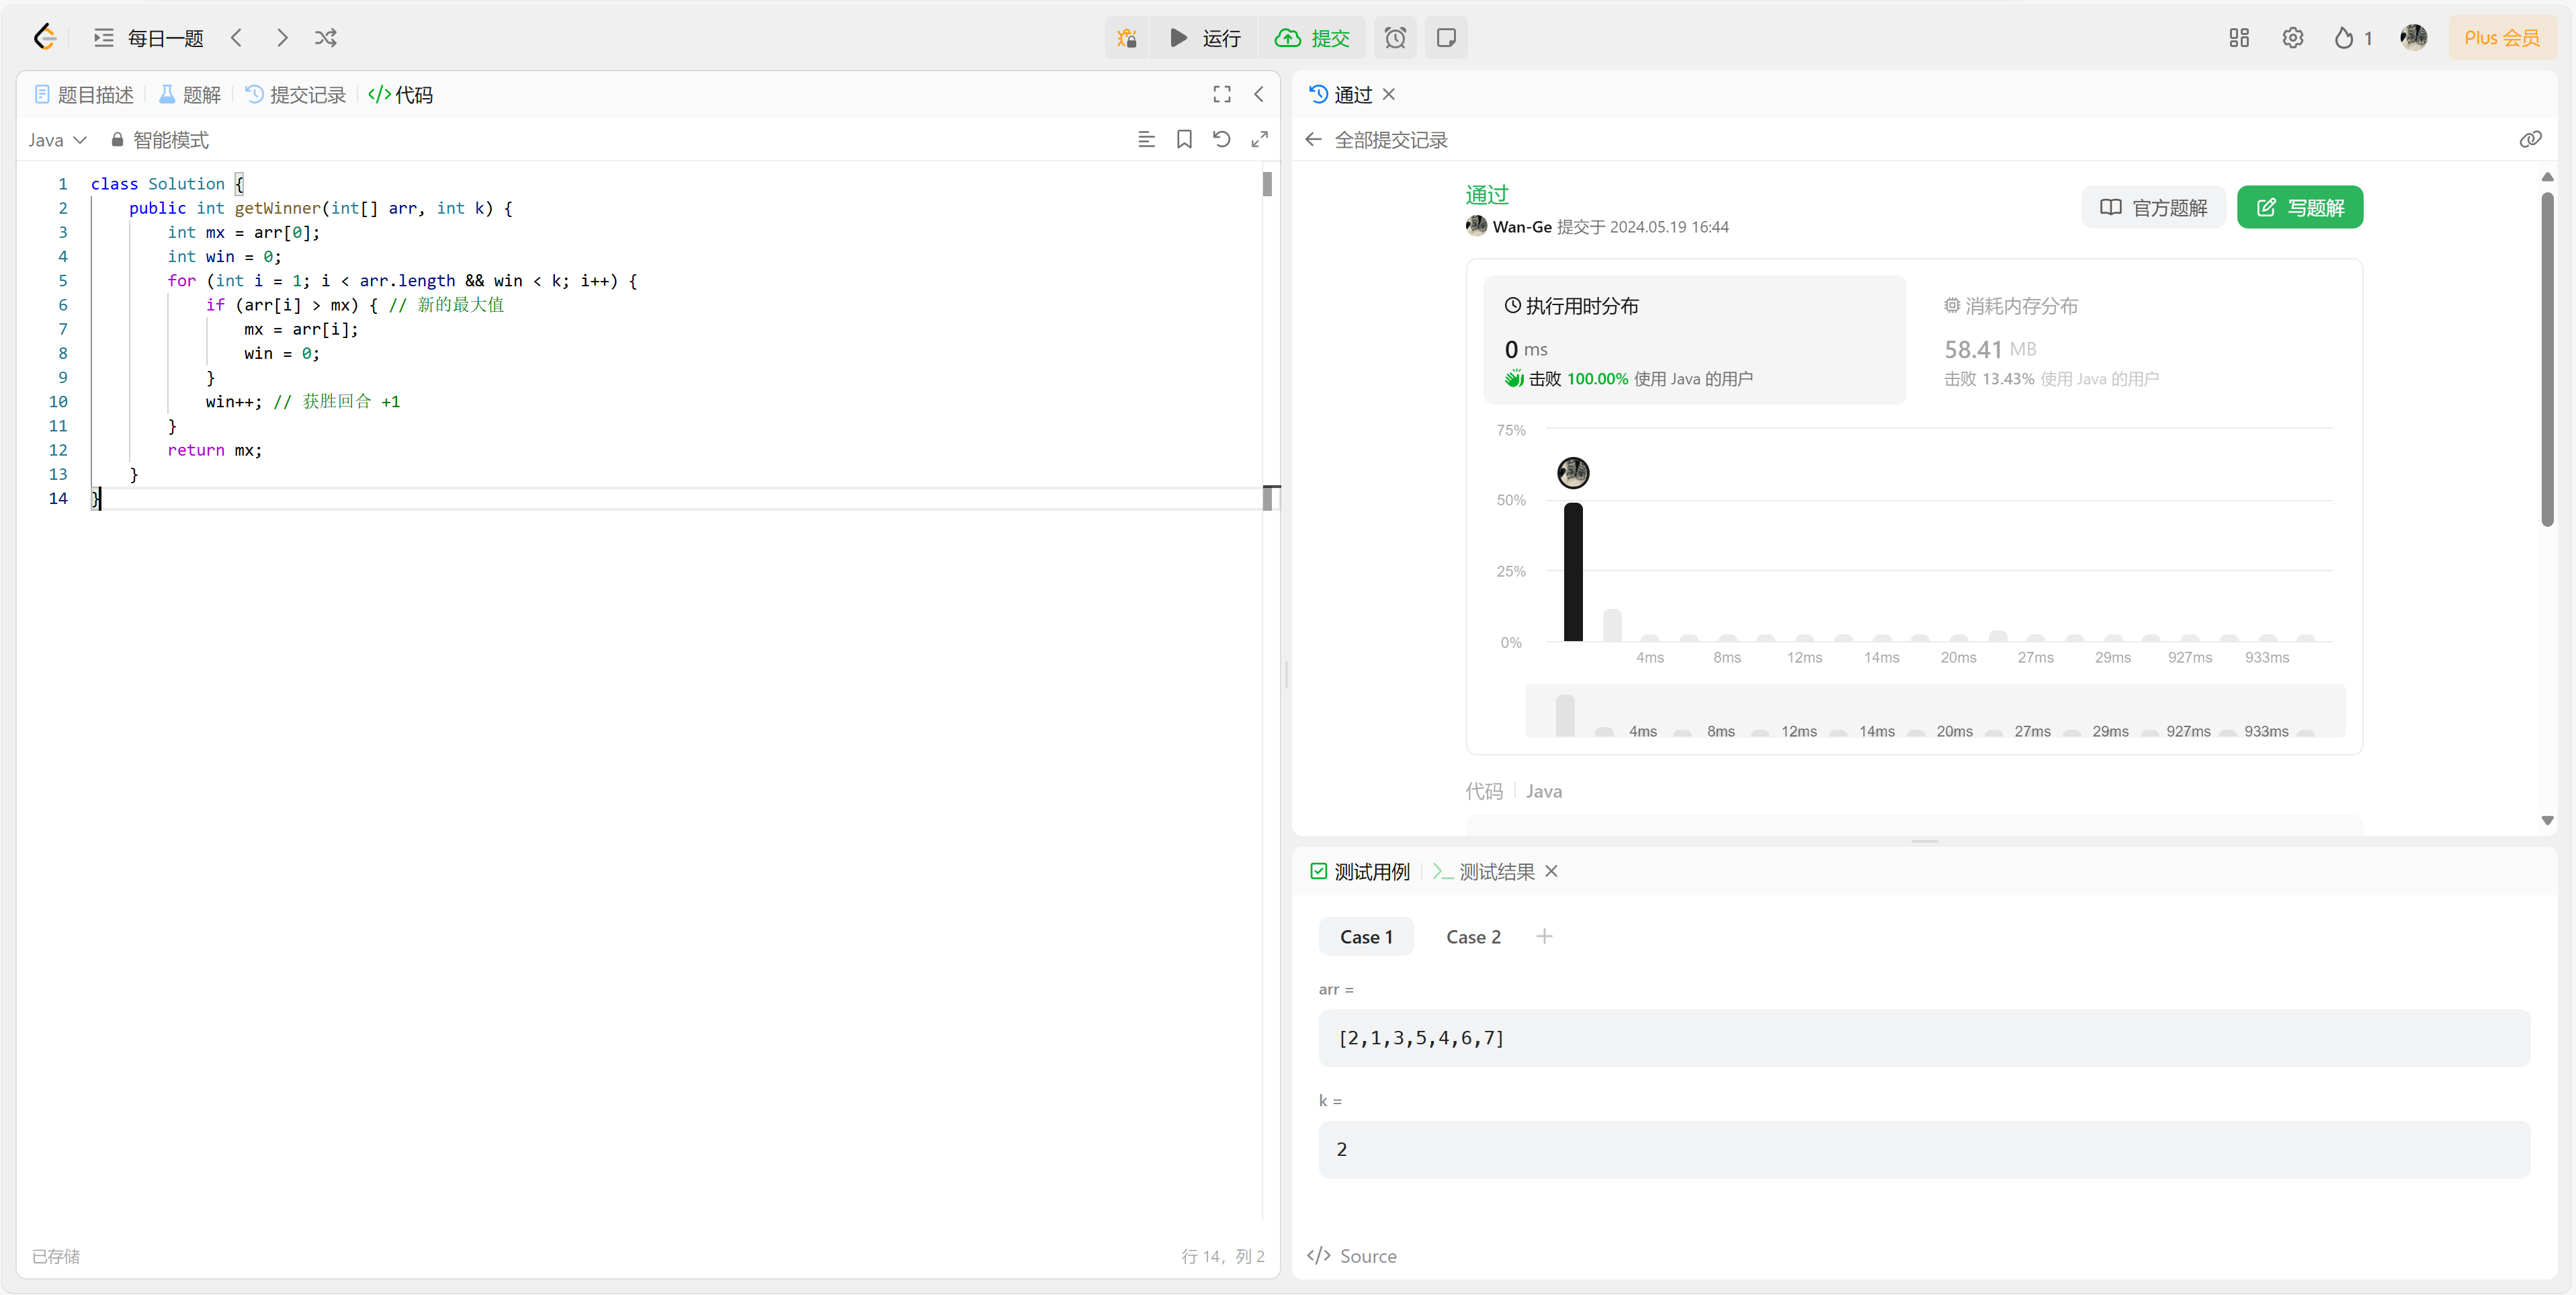 每日一题
运行
提交
1
Plus 会员
题目描述
题解
提交记录
</>代码
Java
智能模式
1 class Solution {
2 public int getWinner(int[] arr, int k) {
3 int mx = arr[0];
4 int win = 0;
5 for (int i = 1; i < arr.length && win < k; i++) {
6 if (arr[i] > mx) { // 新的最大值
7 mx = arr[i];
8 win = 0;
9 }
10 win++; // 获胜回合 +1
11 }
12 return mx;
13 }
14 }
已存储
行 14，列 2
通过
全部提交记录
通过
Wan-Ge 提交于 2024.05.19 16:44
官方题解
写题解
执行用时分布
0 ms
击败 100.00% 使用 Java 的用户
消耗内存分布
58.41 MB
击败 13.43% 使用 Java 的用户
75%
50%
25%
0%
4ms 8ms 12ms 14ms 20ms 27ms 29ms 927ms 933ms
4ms 8ms 12ms 14ms 20ms 27ms 29ms 927ms 933ms
代码 Java
测试用例
测试结果
Case 1
Case 2
arr =
[2,1,3,5,4,6,7]
k =
2
</> Source